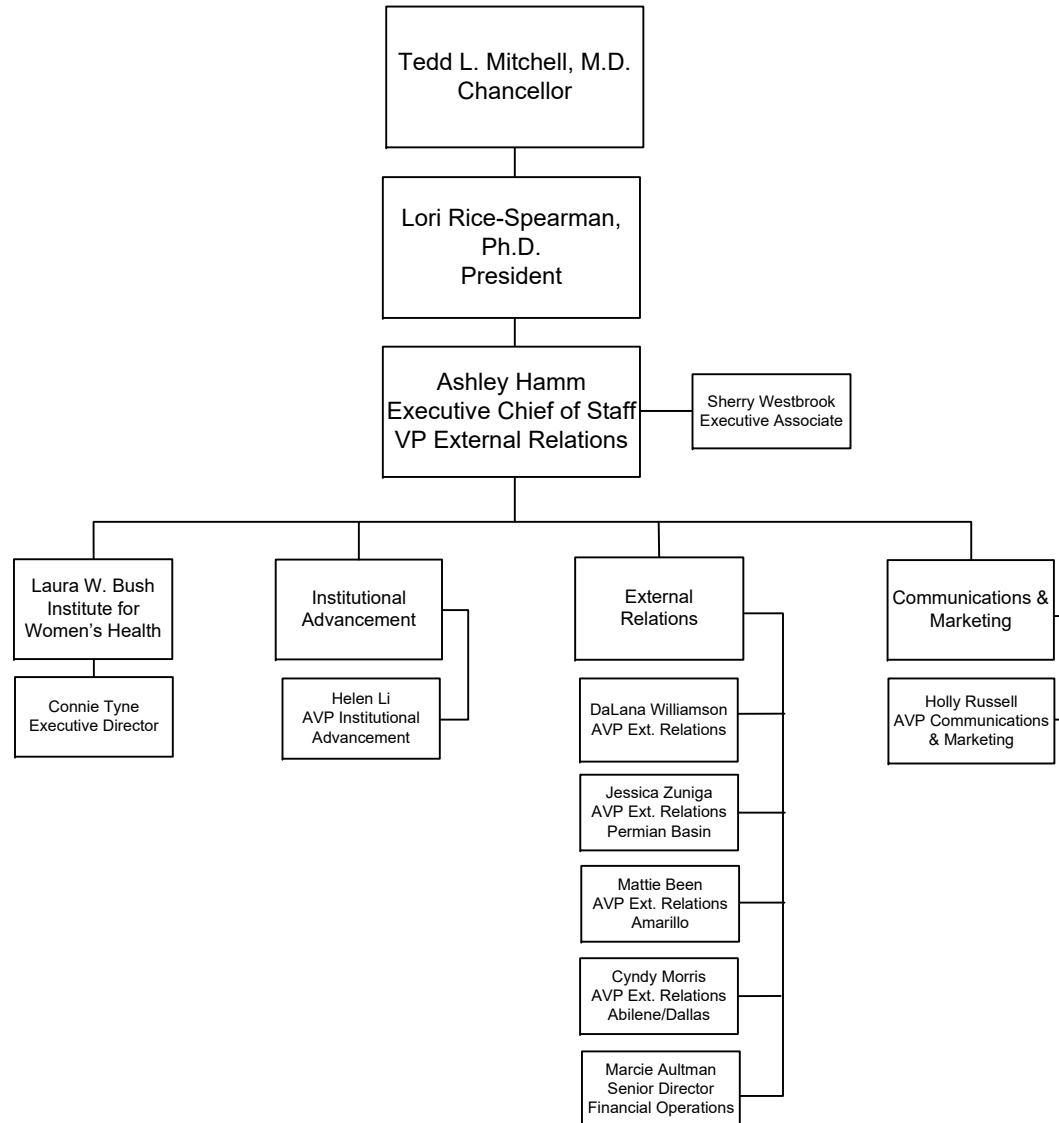 Tedd L. Mitchell, M.D.
Chancellor
Lori Rice-Spearman,
Ph.D.
President
Ashley Hamm
Executive Chief of Staff
VP External Relations
Sherry Westbrook
Executive Associate
Laura W. Bush
Institute for
Women’s Health
Connie Tyne
Executive Director
Institutional
Advancement
Helen Li
AVP Institutional
Advancement
External
Relations
DaLana Williamson
AVP Ext. Relations
Jessica Zuniga
AVP Ext. Relations
Permian Basin
Mattie Been
AVP Ext. Relations
Amarillo
Cyndy Morris
AVP Ext. Relations
Abilene/Dallas
Marcie Aultman
Senior Director
Financial Operations
Communications &
Marketing
Holly Russell
AVP Communications
& Marketing